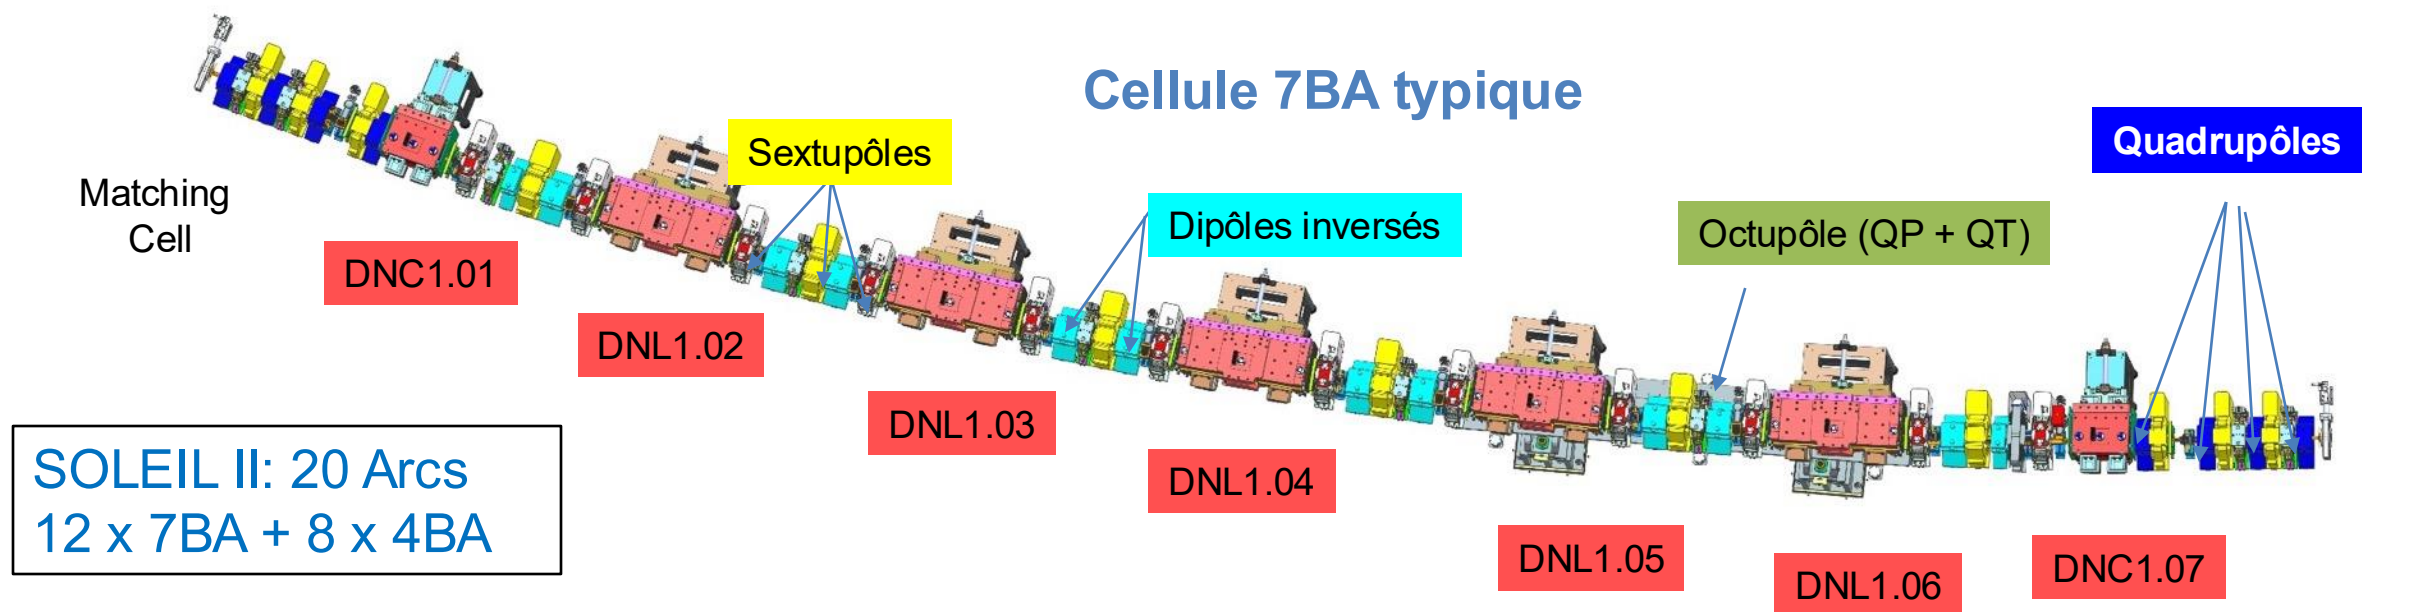 Cellule 7BA typique
Sextupôles
Quadrupôles
Matching
Cell
Dipôles inversés
Octupôle (QP + QT)
DNC1.01
DNL1.02
DNL1.03
DNL1.04
DNL1.05
DNL1.06
DNC1.07
SOLEIL II: 20 Arcs
12 x 7BA + 8 x 4BA